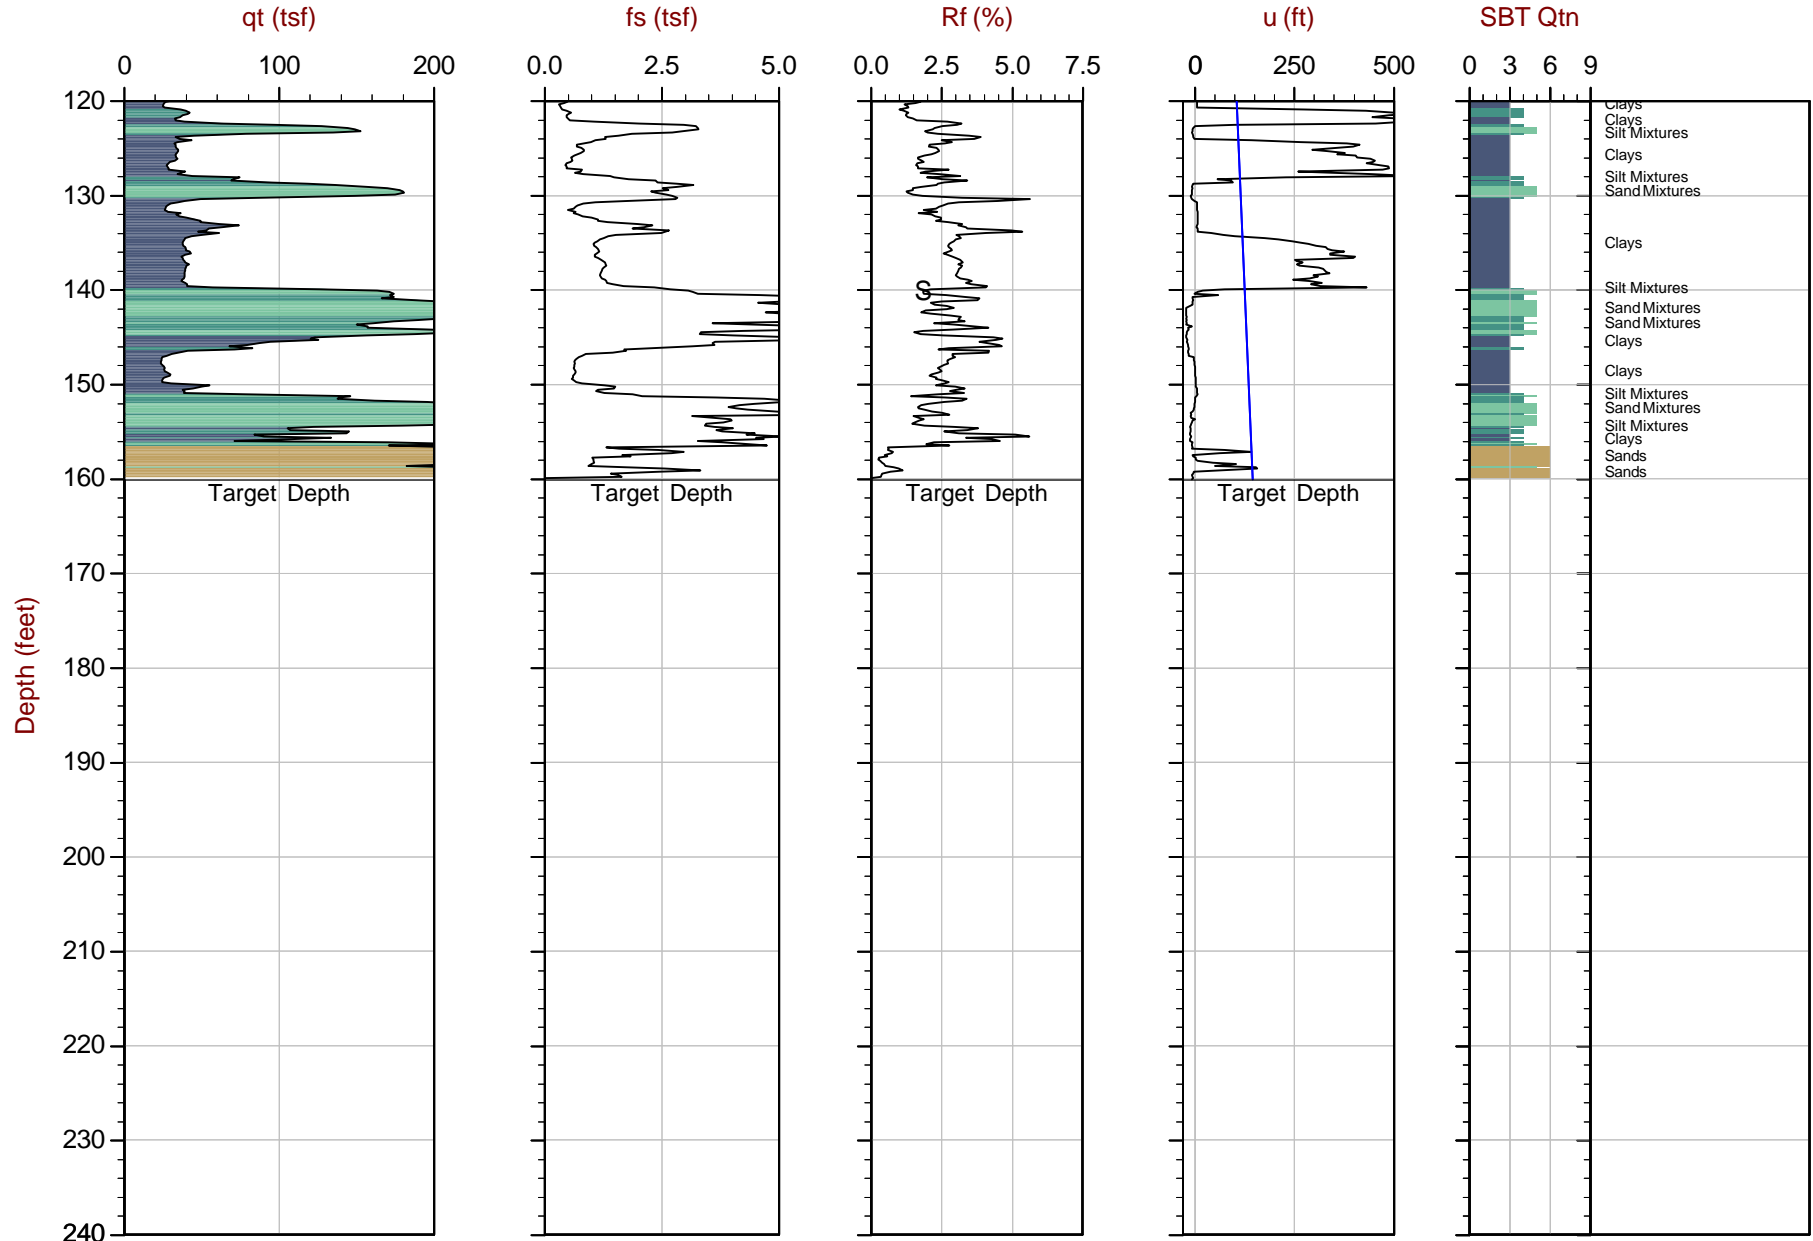 qt (tsf) fs (tsf) Rf (%) u (ft) SBT Qtn
0 100 200 0.0 2.5 5.0 0.0 2.5 5.0 7.5 0 250 500 0 3 6 9
120 Clays
Clays
Silt Mixtures
Clays
Silt Mixtures
130 Sand Mixtures
Clays
140 S Silt Mixtures
Sand Mixtures
Sand Mixtures
Clays
Clays
150
Silt Mixtures
Sand Mixtures
Silt Mixtures
Clays
Sands
Sands
160
Target Depth Target Depth Target Depth Target Depth
170
180
Depth (feet)
190
200
210
220
230
240